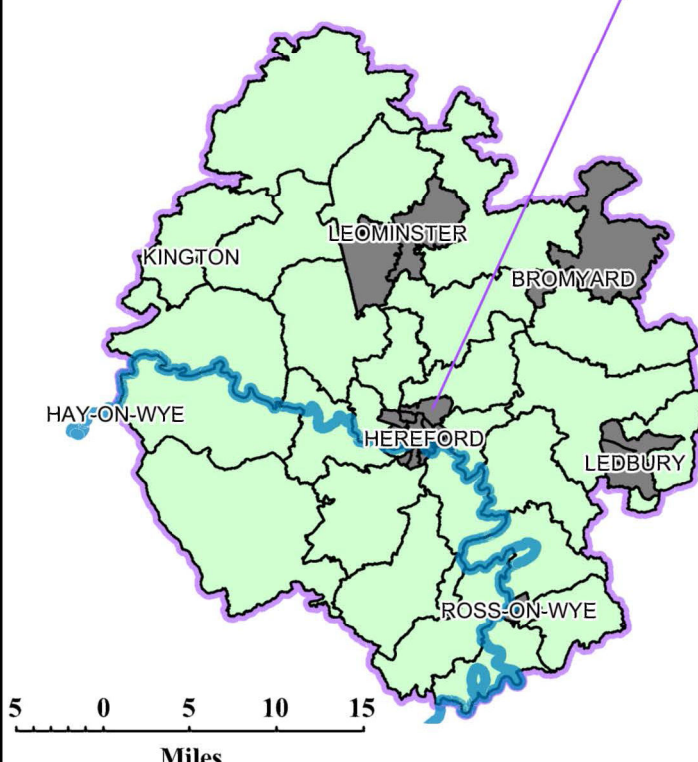 LEOMINSTER
KINGTON
BROMYARD
HAY-ON-WYE
HEREFORD
LEDBURY
ROSS-ON-WYE
5 0 5 10 15
Miles